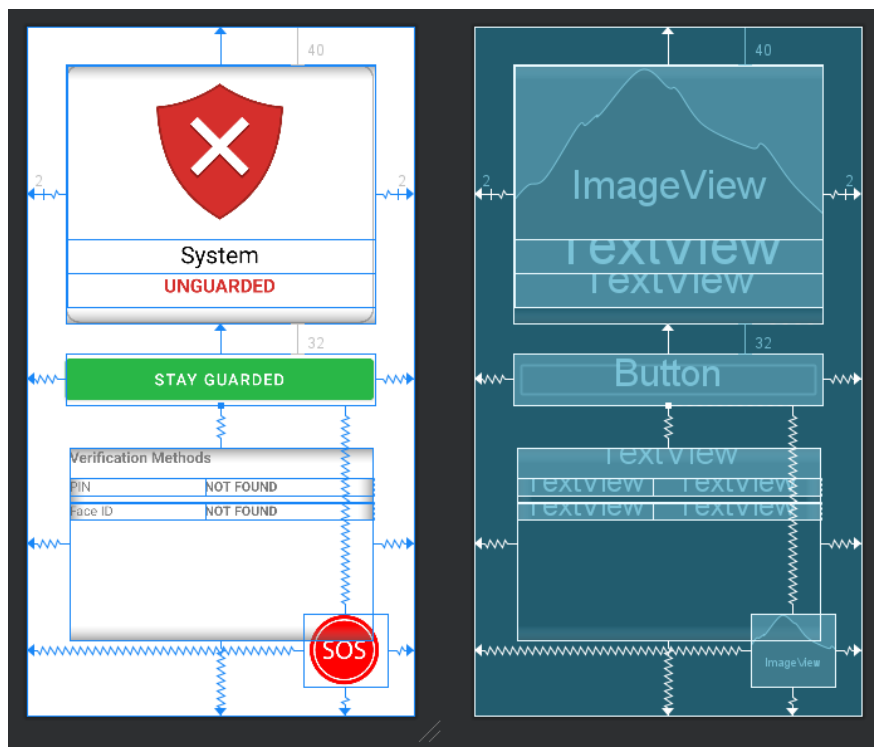 40
2
2
System
UNGUARDED
32
STAY GUARDED
Verification Methods
PIN NOT FOUND
Face ID NOT FOUND
SOS
40
2
2
ImageView
TextView
TextView
32
Button
TextView
TextView TextView
TextView TextView
ImageView